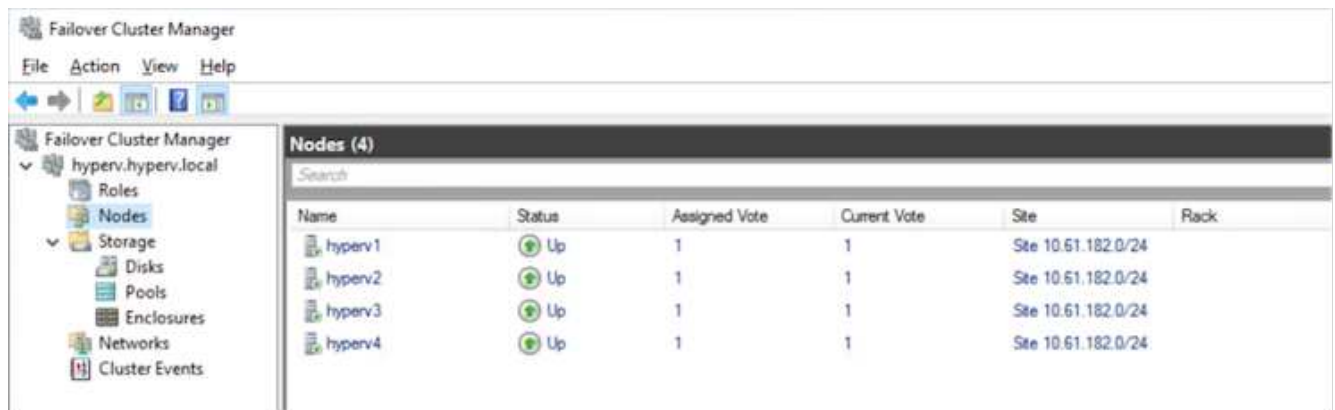 Failover Cluster Manager
File Action View Help
Failover Cluster Manager
hyperv.hyperv.local
Roles
Nodes
Storage
Disks
Pools
Enclosures
Networks
Cluster Events
Nodes (4)
Search
Name Status Assigned Vote Current Vote Site Rack
hyperv1 Up 1 1 Site 10.61.182.0/24
hyperv2 Up 1 1 Site 10.61.182.0/24
hyperv3 Up 1 1 Site 10.61.182.0/24
hyperv4 Up 1 1 Site 10.61.182.0/24